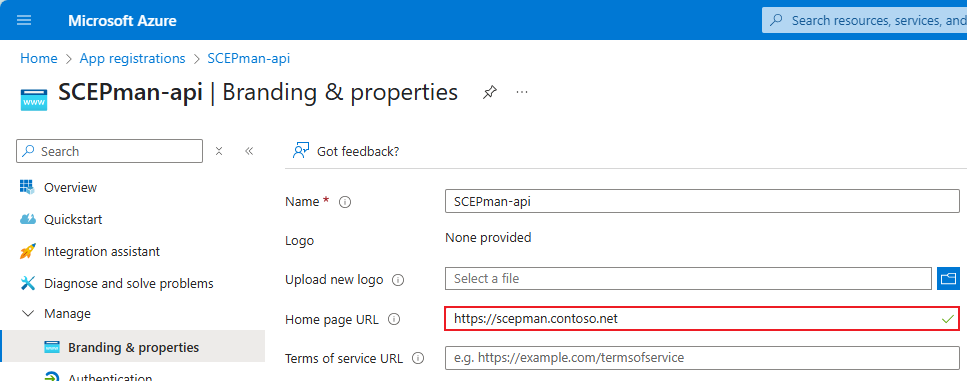 Microsoft Azure
Search resources, services, and
Home > App registrations > SCEPman-api
www
SCEPman-api | Branding & properties
Search
Got feedback?
Overview
Quickstart
Integration assistant
Diagnose and solve problems
Manage
Branding & properties
Authentication
Name *
SCEPman-api
Logo
None provided
Upload new logo
Select a file
Home page URL
https://scepman.contoso.net
Terms of service URL
e.g. https://example.com/termsofservice